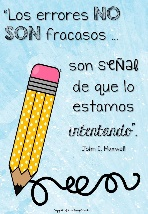 "Los errores NO
SON fracasos ...
son SEÑAL
de que lo
estamos
intentando".
John C. Maxwell